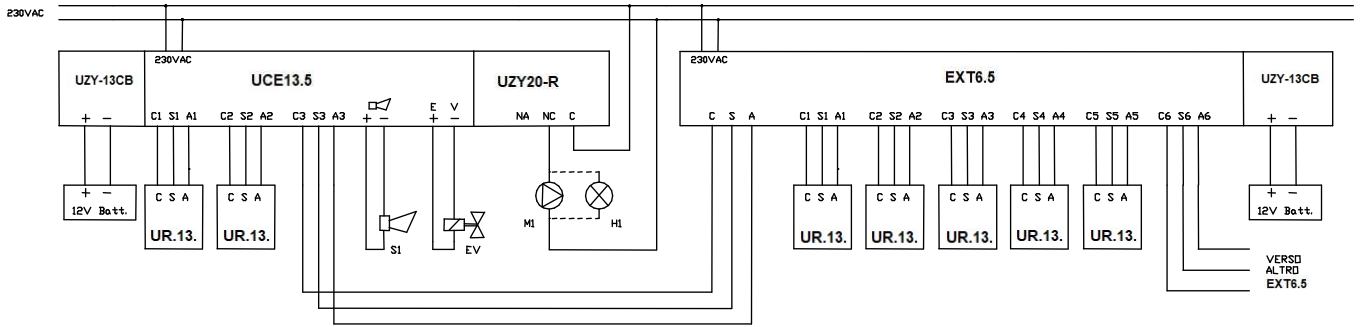 230VAC
230VAC
230VAC
UZY-13CB
UCE13.5
UZY20-R
EXT6.5
UZY-13CB
E V
+ - C1 S1 A1 C2 S2 A2 C3 S3 A3 + - + - NA NC C
C S A C1 S1 A1 C2 S2 A2 C3 S3 A3 C4 S4 A4 C5 S5 A5 C6 S6 A6 + -
+ -
12V Batt.
C S A
UR.13.
C S A
UR.13.
S1
EV
M1
H1
C S A
UR.13.
C S A
UR.13.
C S A
UR.13.
C S A
UR.13.
C S A
UR.13.
+ -
12V Batt.
VERSO
ALTRO
EXT6.5